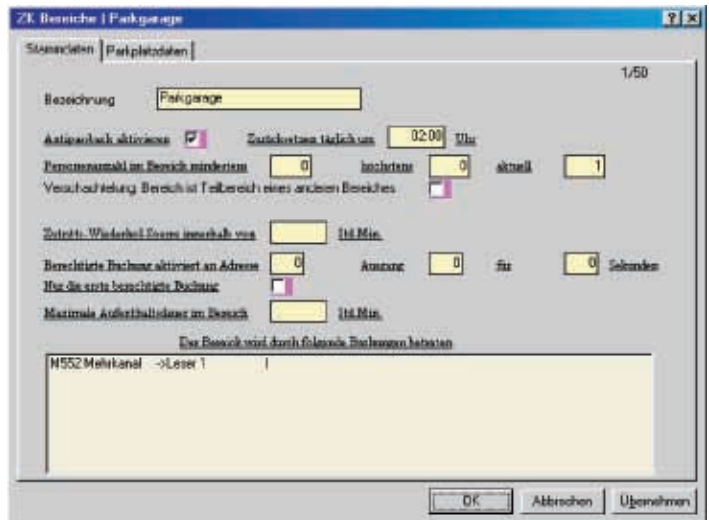 ZK Bereiche | Parkgarage
Stammdaten Parkplatzdaten
1/50
Bezeichnung Parkgarage
Antipassback aktivieren Zurücksetzen täglich um 02:00 Uhr
Personenanzahl im Bereich mindestens 0 höchstens 0 aktuell 1
Verschachtelung: Bereich ist Teilbereich eines anderen Bereiches
Zutritts-Wiederhol-Sperre innerhalb von Std.Min.
Berechtigte Buchung aktiviert an Adresse 0 Ausgang 0 für 0 Sekunden
Nur die erste berechtigte Buchung
Maximale Aufenthaltsdauer im Bereich Std.Min.
Der Bereich wird durch folgende Buchungen betreten
M552 Mehrkanal ->Leser 1 |
OK Abbrechen Übernehmen